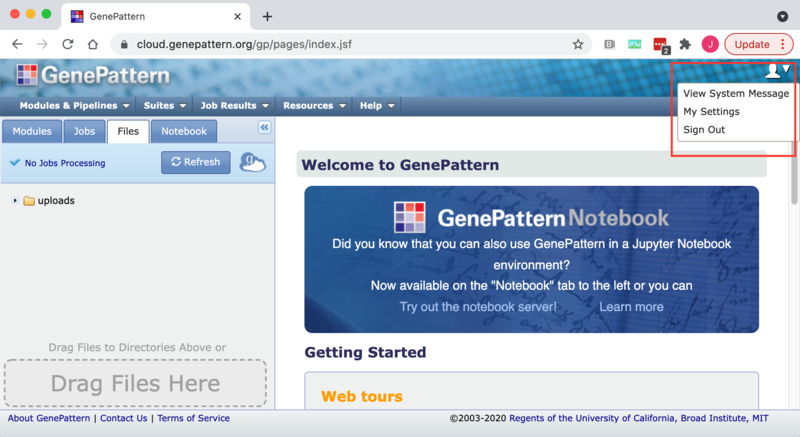 GenePattern
cloud.genepattern.org/gp/pages/index.jsf
2
J
Update
GenePattern
View System Message
My Settings
Sign Out
Modules & Pipelines
Suites
Job Results
Resources
Help
Modules
Jobs
Files
Notebook
No Jobs Processing
Refresh
g
uploads
Drag Files to Directories Above or
Drag Files Here
Welcome to GenePattern
GenePattern Notebook
Did you know that you can also use GenePattern in a Jupyter Notebook
environment?
Now available on the "Notebook" tab to the left or you can
Try out the notebook server! Learn more
Getting Started
Web tours
About GenePattern | Contact Us | Terms of Service
©2003-2020 Regents of the University of California, Broad Institute, MIT